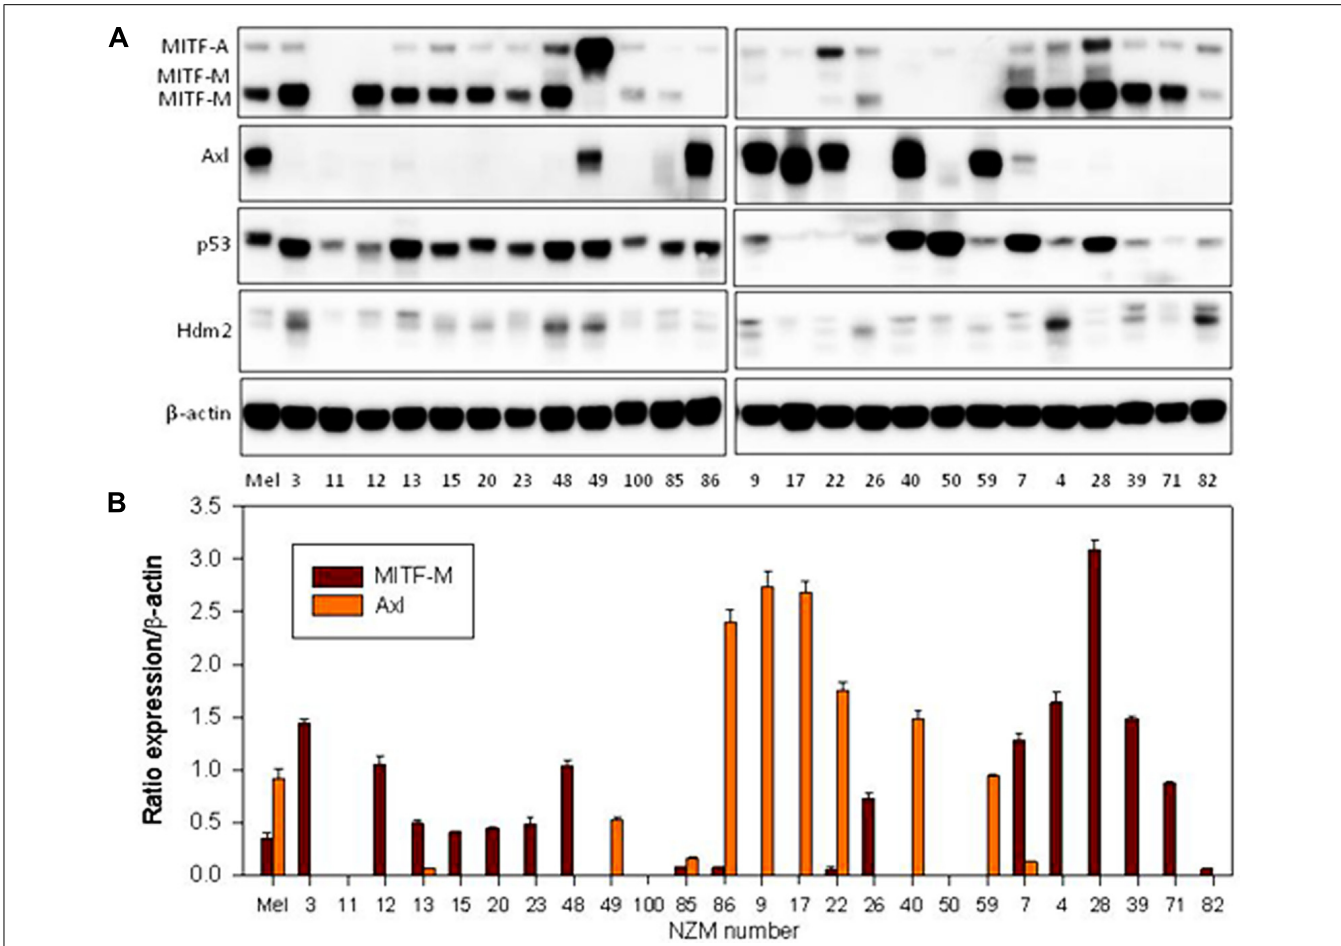 A
MITF-A
MITF-M
MITF-M
Axl
p53
Hdm2
β-actin
Mel 3 11 12 13 15 20 23 48 49 100 85 86 9 17 22 26 40 50 59 7 4 28 39 71 82
B
3.5
3.0
2.5
2.0
1.5
1.0
0.5
0.0
Ratio expression/β-actin
MITF-M
Axl
Mel 3 11 12 13 15 20 23 48 49 100 85 86 9 17 22 26 40 50 59 7 4 28 39 71 82
NZM number